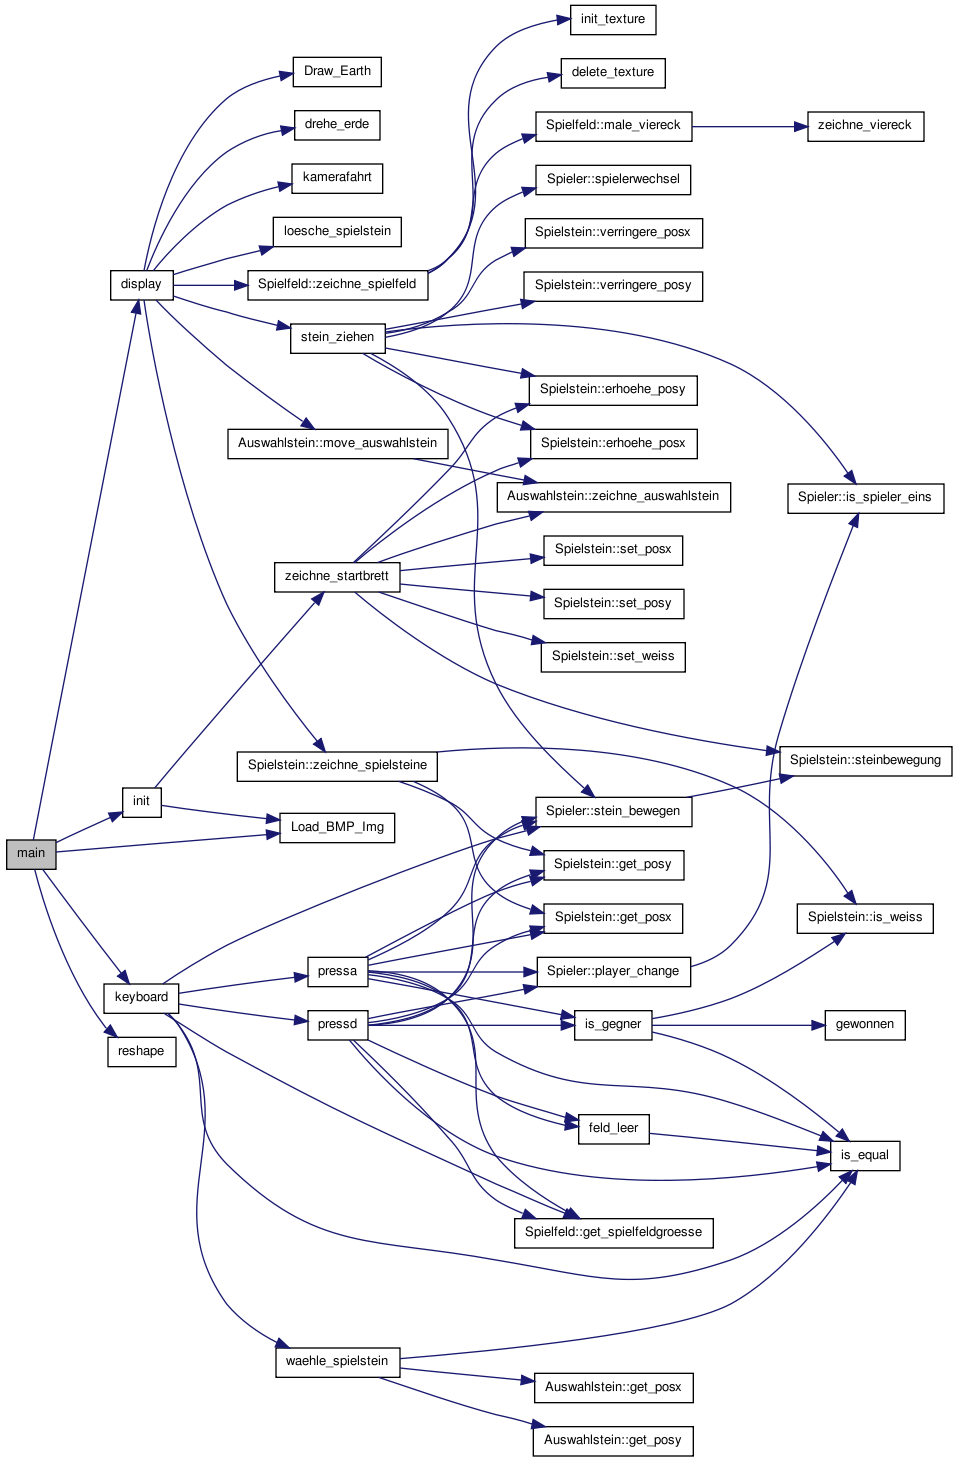 init_texture
Draw_Earth
delete_texture
drehe_erde
Spielfeld::male_viereck
zeichne_viereck
kamerafahrt
Spieler::spielerwechsel
loesche_spielstein
Spielstein::verringere_posx
display
Spielfeld::zeichne_spielfeld
Spielstein::verringere_posy
stein_ziehen
Spielstein::erhoehe_posy
Auswahlstein::move_auswahlstein
Spielstein::erhoehe_posx
Auswahlstein::zeichne_auswahlstein
Spieler::is_spieler_eins
Spielstein::set_posx
zeichne_startbrett
Spielstein::set_posy
Spielstein::set_weiss
Spielstein::zeichne_spielsteine
Spielstein::steinbewegung
init
Spieler::stein_bewegen
Load_BMP_Img
main
Spielstein::get_posy
Spielstein::get_posx
Spielstein::is_weiss
pressa
Spieler::player_change
keyboard
pressd
is_gegner
gewonnen
reshape
feld_leer
is_equal
Spielfeld::get_spielfeldgroesse
waehle_spielstein
Auswahlstein::get_posx
Auswahlstein::get_posy